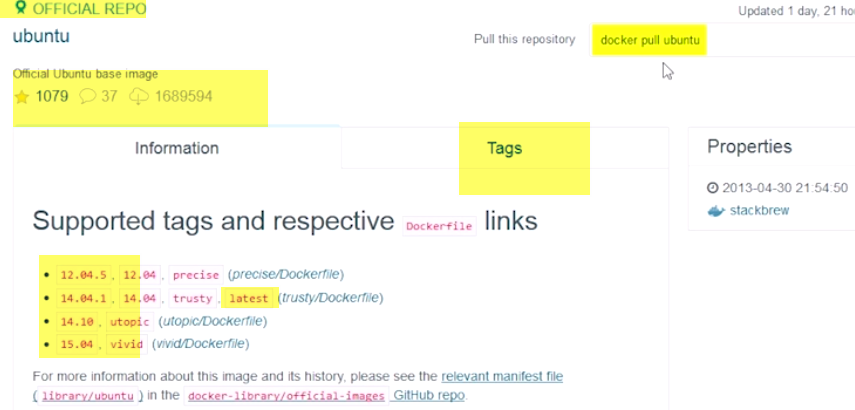 OFFICIAL REPO
Updated 1 day, 21 ho
ubuntu
Pull this repository docker pull ubuntu
Official Ubuntu base image
1079 37 1689594
Information Tags
Properties
2013-04-30 21:54:50
stackbrew
Supported tags and respective Dockerfile links
• 12.04.5, 12.04, precise (precise/Dockerfile)
• 14.04.1, 14.04, trusty, latest (trusty/Dockerfile)
• 14.10, utopic (utopic/Dockerfile)
• 15.04, vivid (vivid/Dockerfile)
For more information about this image and its history, please see the relevant manifest file
( library/ubuntu ) in the docker-library/official-images GitHub repo.